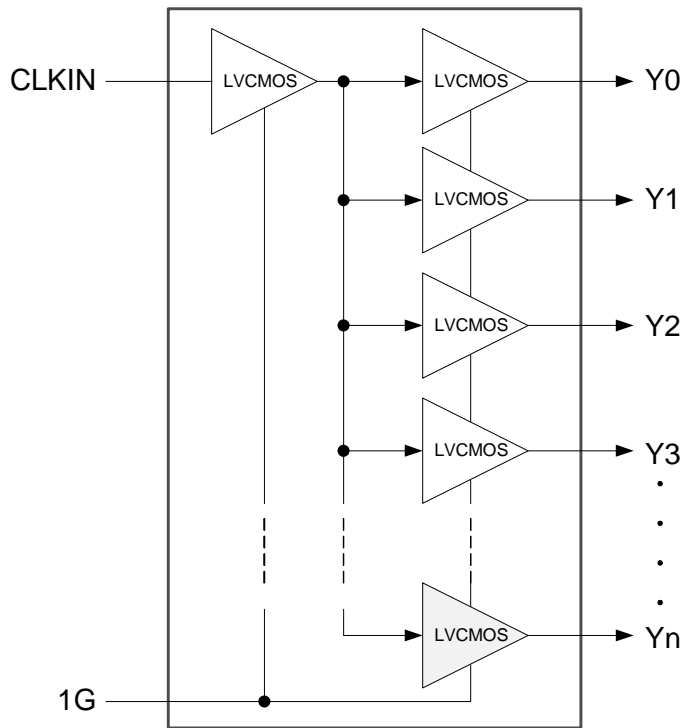 CLKIN
LVCMOS
LVCMOS
Y0
LVCMOS
Y1
LVCMOS
Y2
LVCMOS
Y3
LVCMOS
Yn
1G